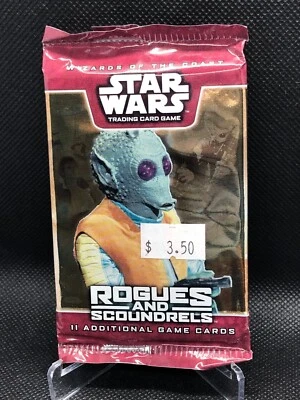 WIZARDS OF THE COAST
STAR
WARS
TRADING CARD GAME
$ 3.50
ROGUES
AND
SCOUNDRELS
11 ADDITIONAL GAME CARDS